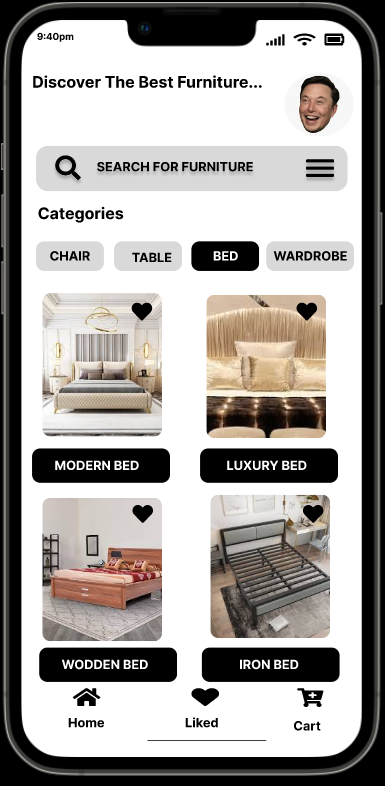 9:40pm
Discover The Best Furniture...
SEARCH FOR FURNITURE
Categories
CHAIR TABLE BED WARDROBE
MODERN BED LUXURY BED
WODDEN BED IRON BED
Home Liked Cart